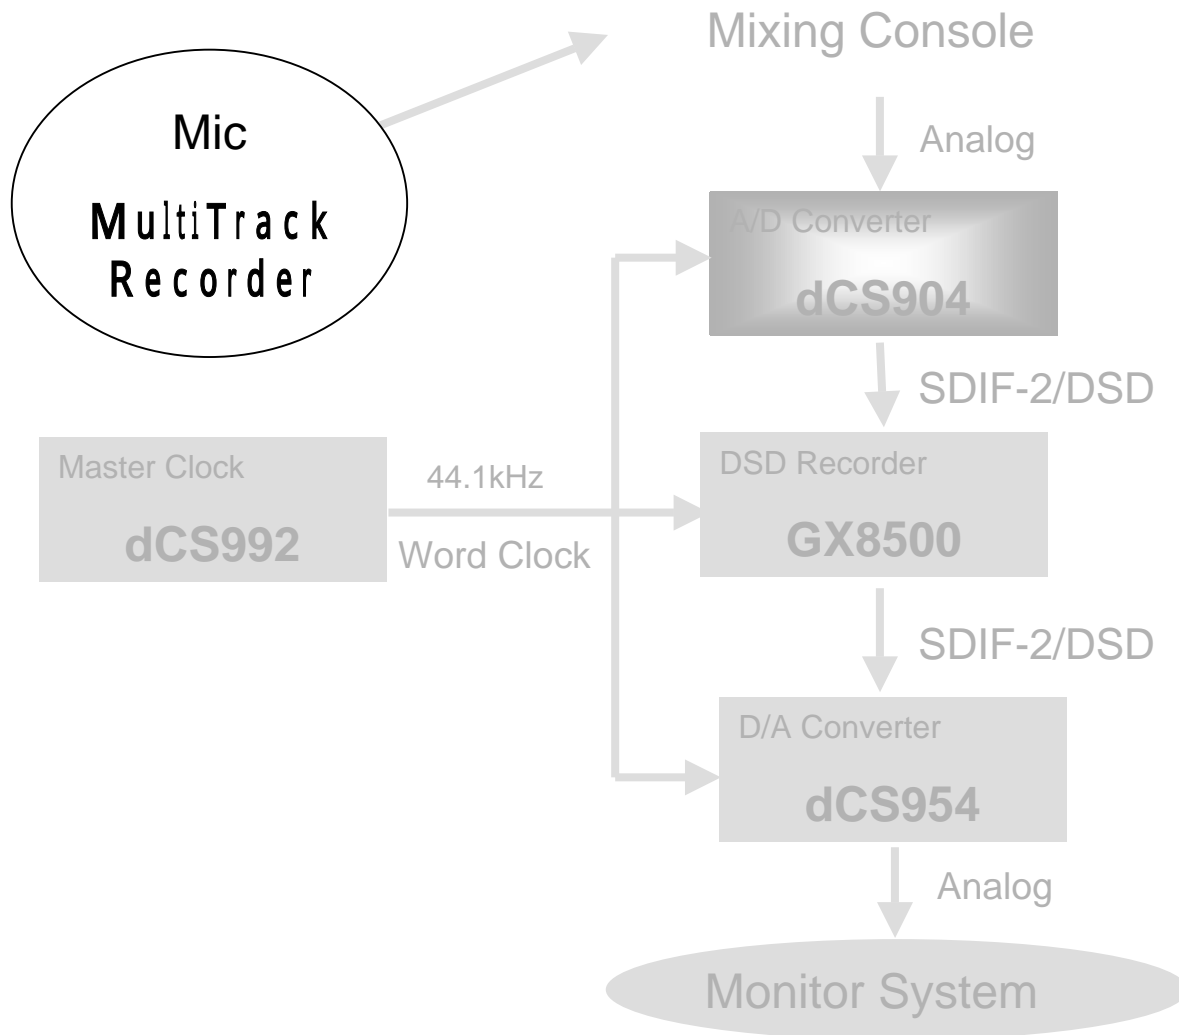 Mixing Console
Mic
MultiTrack
Recorder
Analog
A/D Converter
dCS904
SDIF-2/DSD
Master Clock
dCS992
44.1kHz
Word Clock
DSD Recorder
GX8500
SDIF-2/DSD
D/A Converter
dCS954
Analog
Monitor System